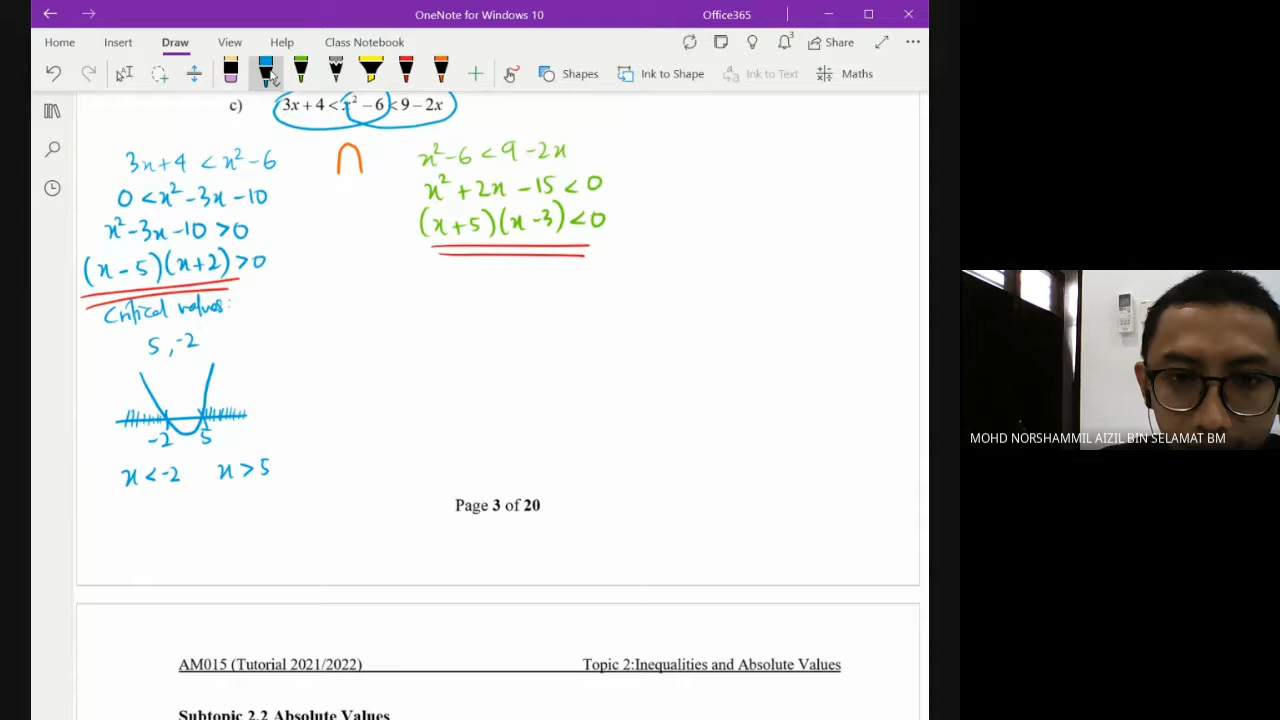 OneNote for Windows 10
Office365
Home Insert Draw View Help Class Notebook
3
Share
Shapes
Ink to Shape
Ink to Text
Maths
c) 3x + 4 < x² − 6 < 9 − 2x
3x+4 < x²−6
0 < x²−3x−10
x²−3x−10 > 0
(x−5)(x+2) > 0
Critical values:
5, -2
-2 5
x < -2 x > 5
∩
x²−6 < 9−2x
x²+2x−15 < 0
(x+5)(x−3) < 0
Page 3 of 20
AM015 (Tutorial 2021/2022) Topic 2:Inequalities and Absolute Values
Subtopic 2.2 Absolute Values
MOHD NORSHAMMIL AIZIL BIN SELAMAT BM